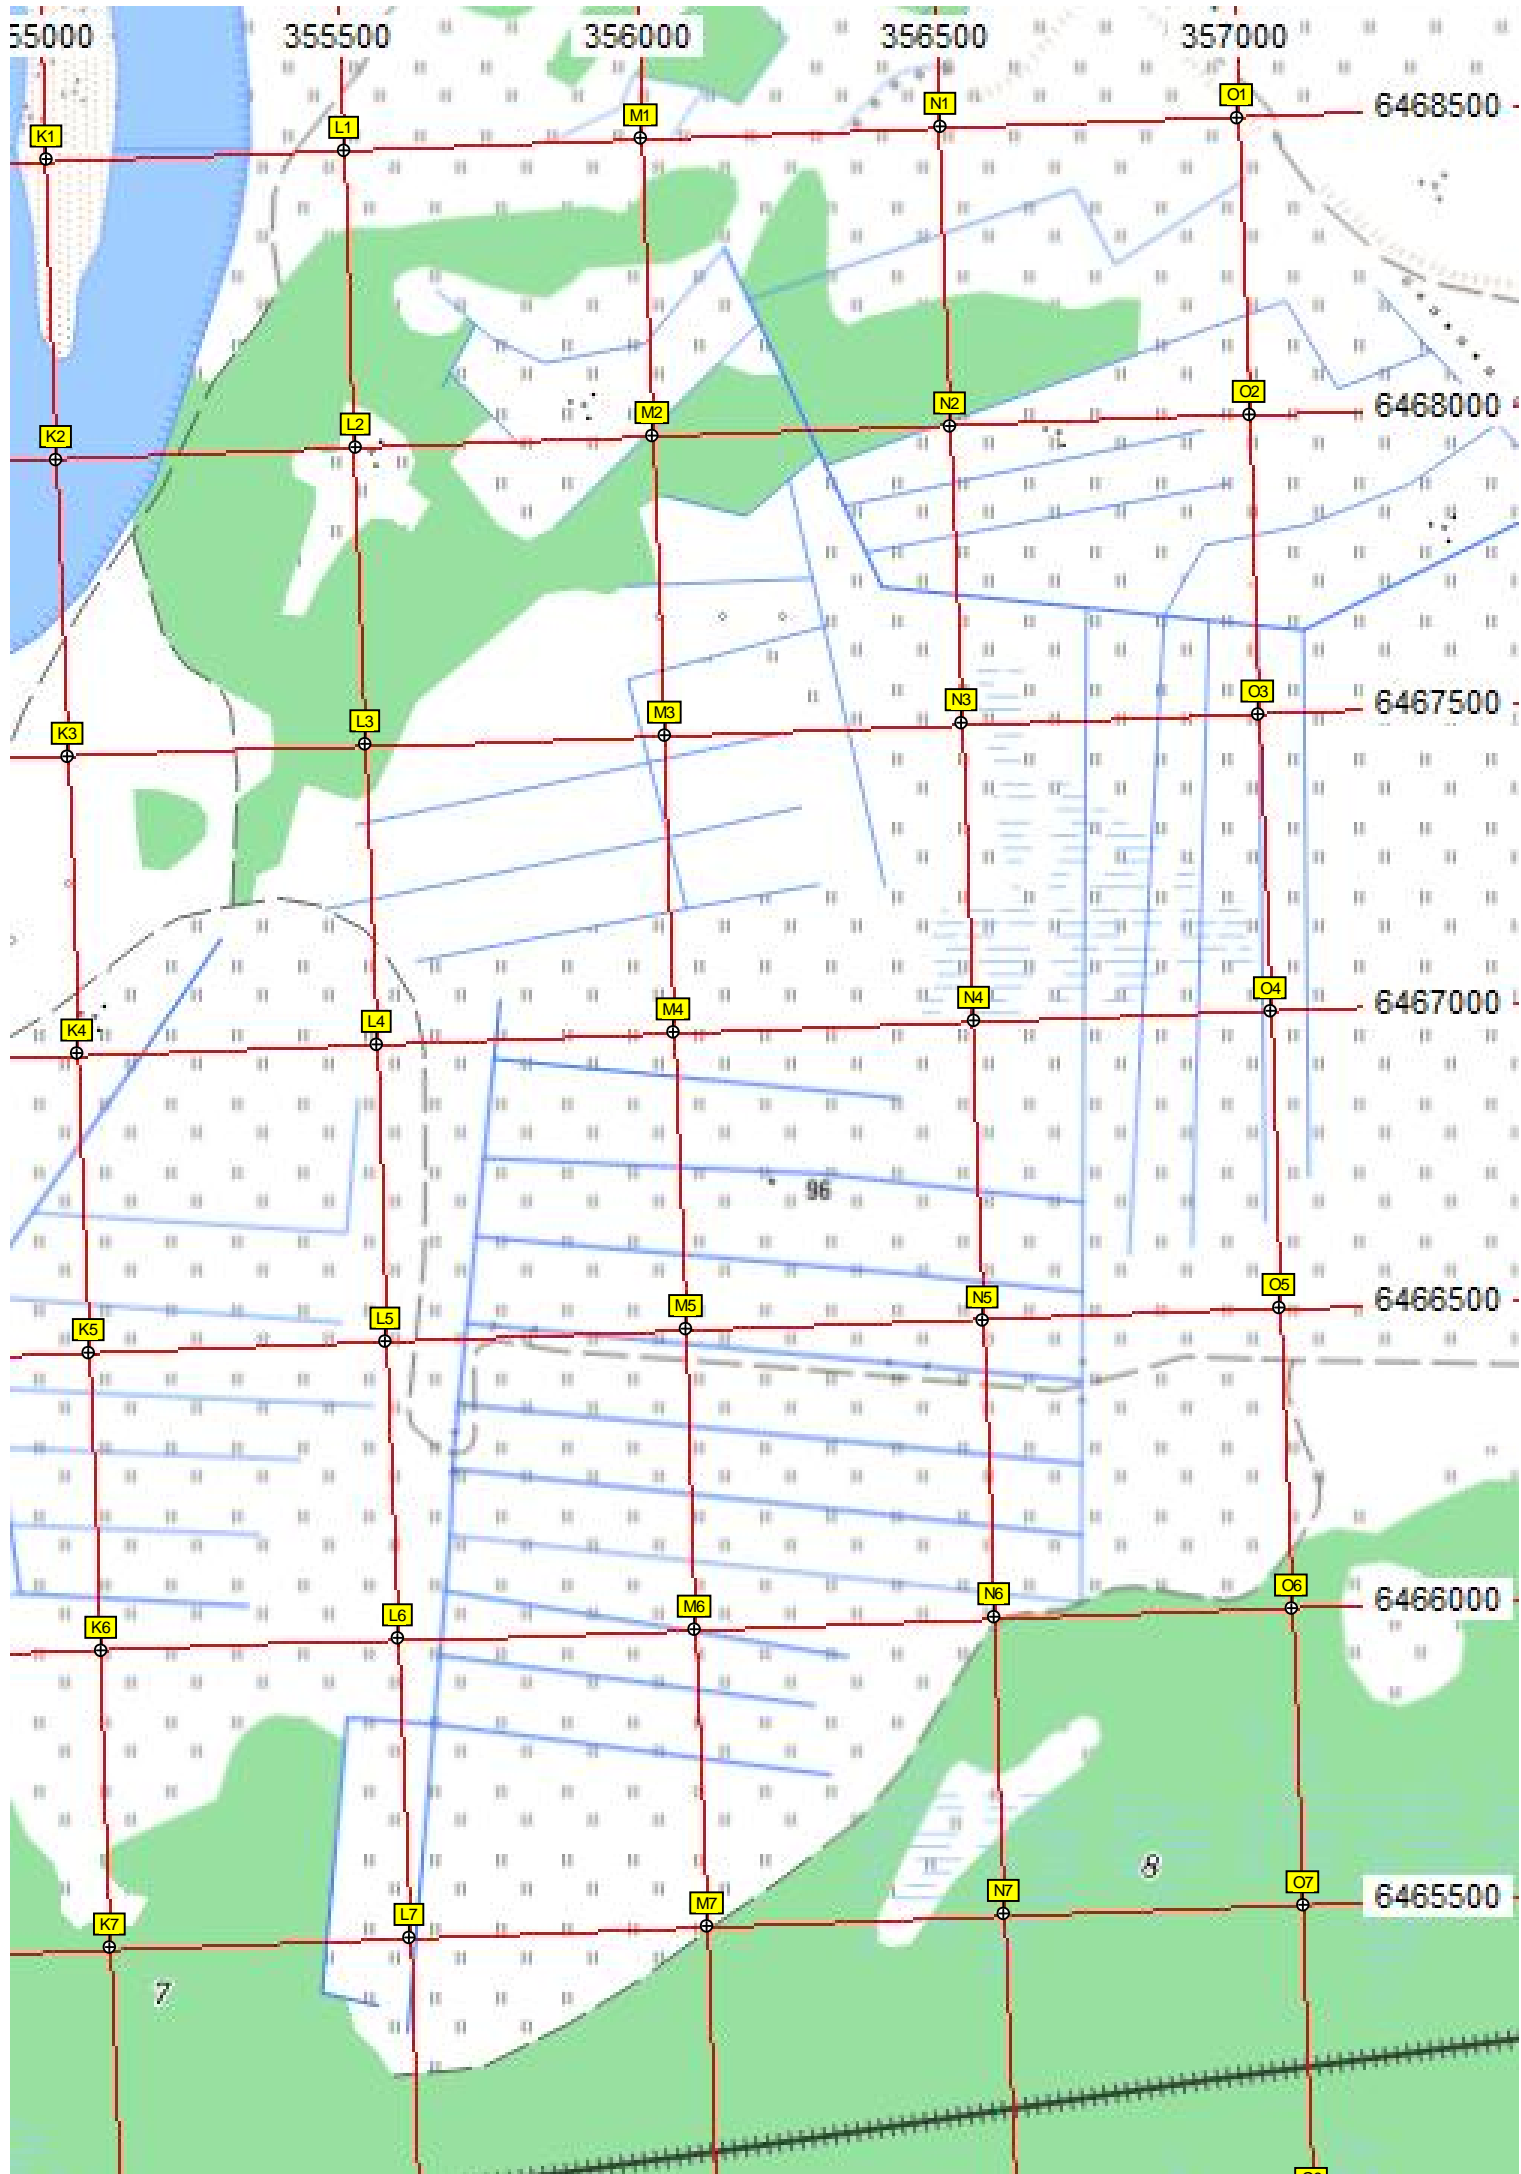 55000 355500 356000 356500 357000
K1 L1 M1 N1 O1 6468500
K2 L2 M2 N2 O2 6468000
K3 L3 M3 N3 O3 6467500
K4 L4 M4 N4 O4 6467000
96
K5 L5 M5 N5 O5 6466500
K6 L6 M6 N6 O6 6466000
8
K7 L7 M7 N7 O7 6465500
7